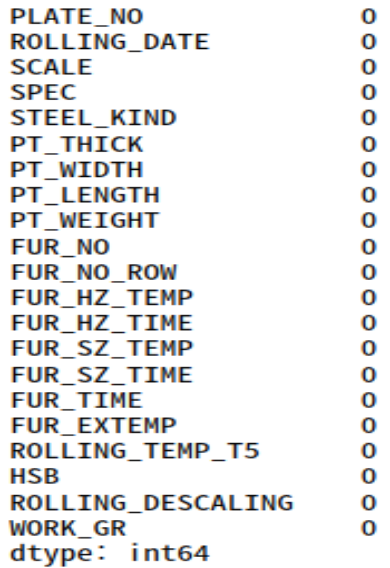 PLATE_NO 0
ROLLING_DATE 0
SCALE 0
SPEC 0
STEEL_KIND 0
PT_THICK 0
PT_WIDTH 0
PT_LENGTH 0
PT_WEIGHT 0
FUR_NO 0
FUR_NO_ROW 0
FUR_HZ_TEMP 0
FUR_HZ_TIME 0
FUR_SZ_TEMP 0
FUR_SZ_TIME 0
FUR_TIME 0
FUR_EXTEMP 0
ROLLING_TEMP_T5 0
HSB 0
ROLLING_DESCALING 0
WORK_GR 0
dtype: int64